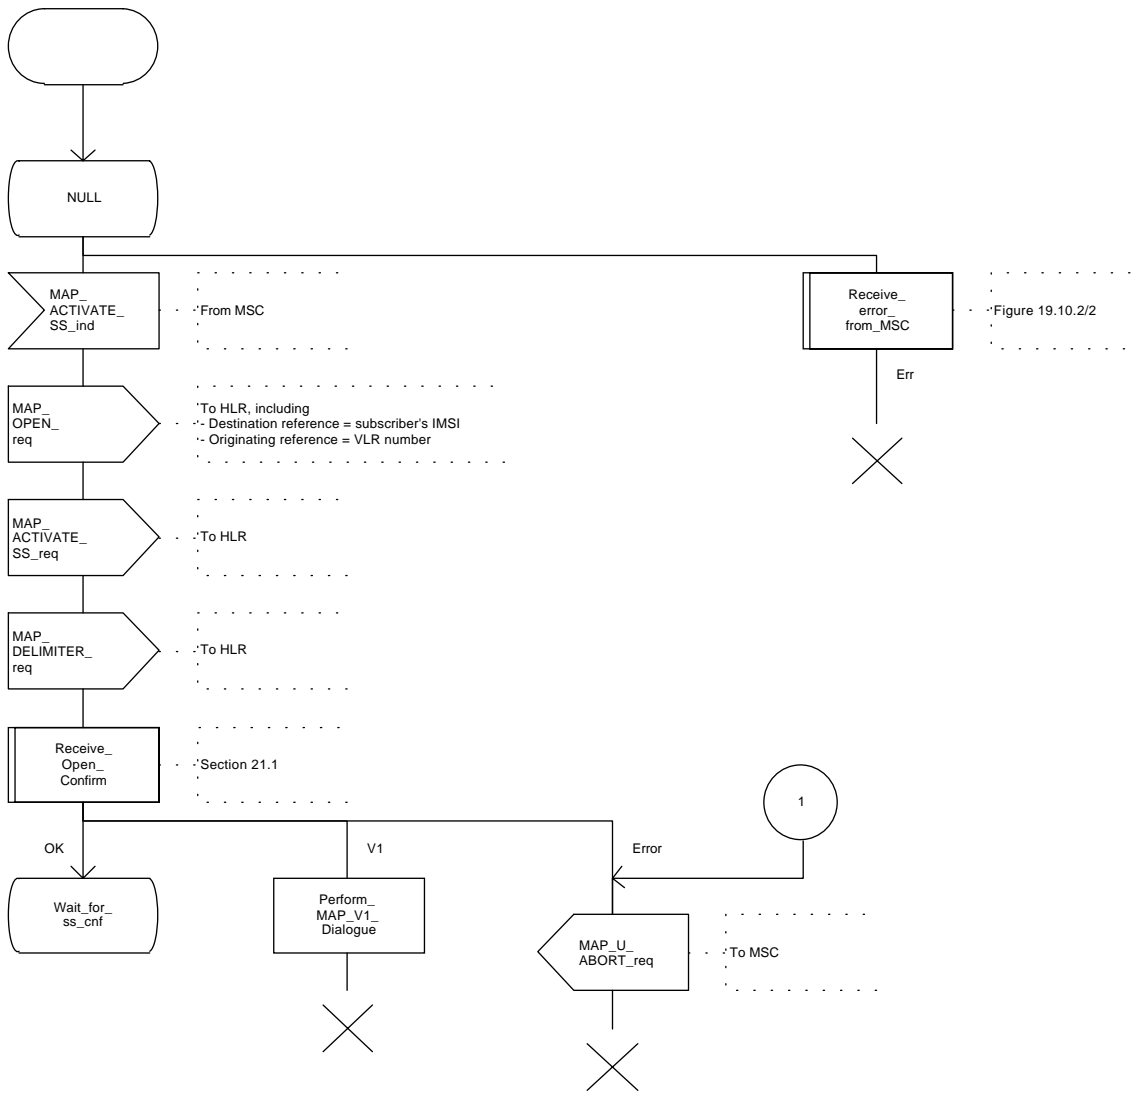 NULL
MAP_
ACTIVATE_
SS_ind
From MSC
Receive_
error_
from_MSC
Figure 19.10.2/2
Err
MAP_
OPEN_
req
To HLR, including
- Destination reference = subscriber's IMSI
- Originating reference = VLR number
MAP_
ACTIVATE_
SS_req
To HLR
MAP_
DELIMITER_
req
To HLR
Receive_
Open_
Confirm
Section 21.1
1
OK
V1
Error
Wait_for_
ss_cnf
Perform_
MAP_V1_
Dialogue
MAP_U_
ABORT_req
To MSC